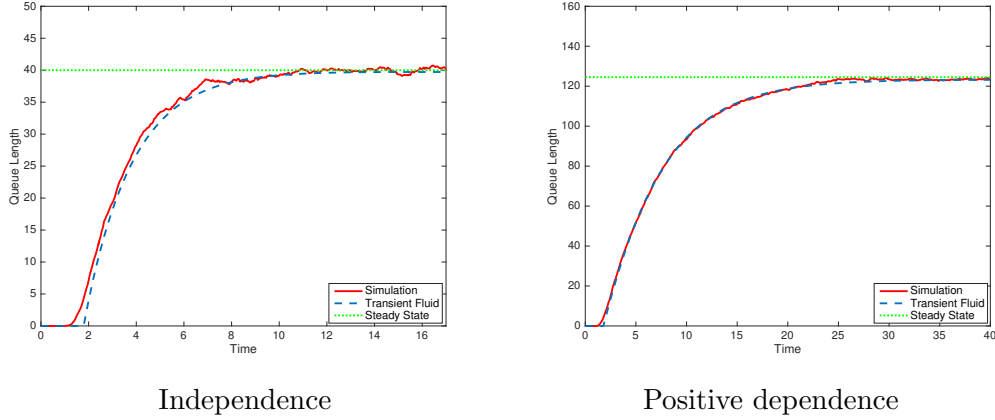 50
45
40
35
30
25
20
15
10
5
0
Queue Length
0 2 4 6 8 10 12 14 16
Time
Simulation
Transient Fluid
Steady State
Independence
160
140
120
100
80
60
40
20
0
Queue Length
0 5 10 15 20 25 30 35 40
Time
Simulation
Transient Fluid
Steady State
Positive dependence